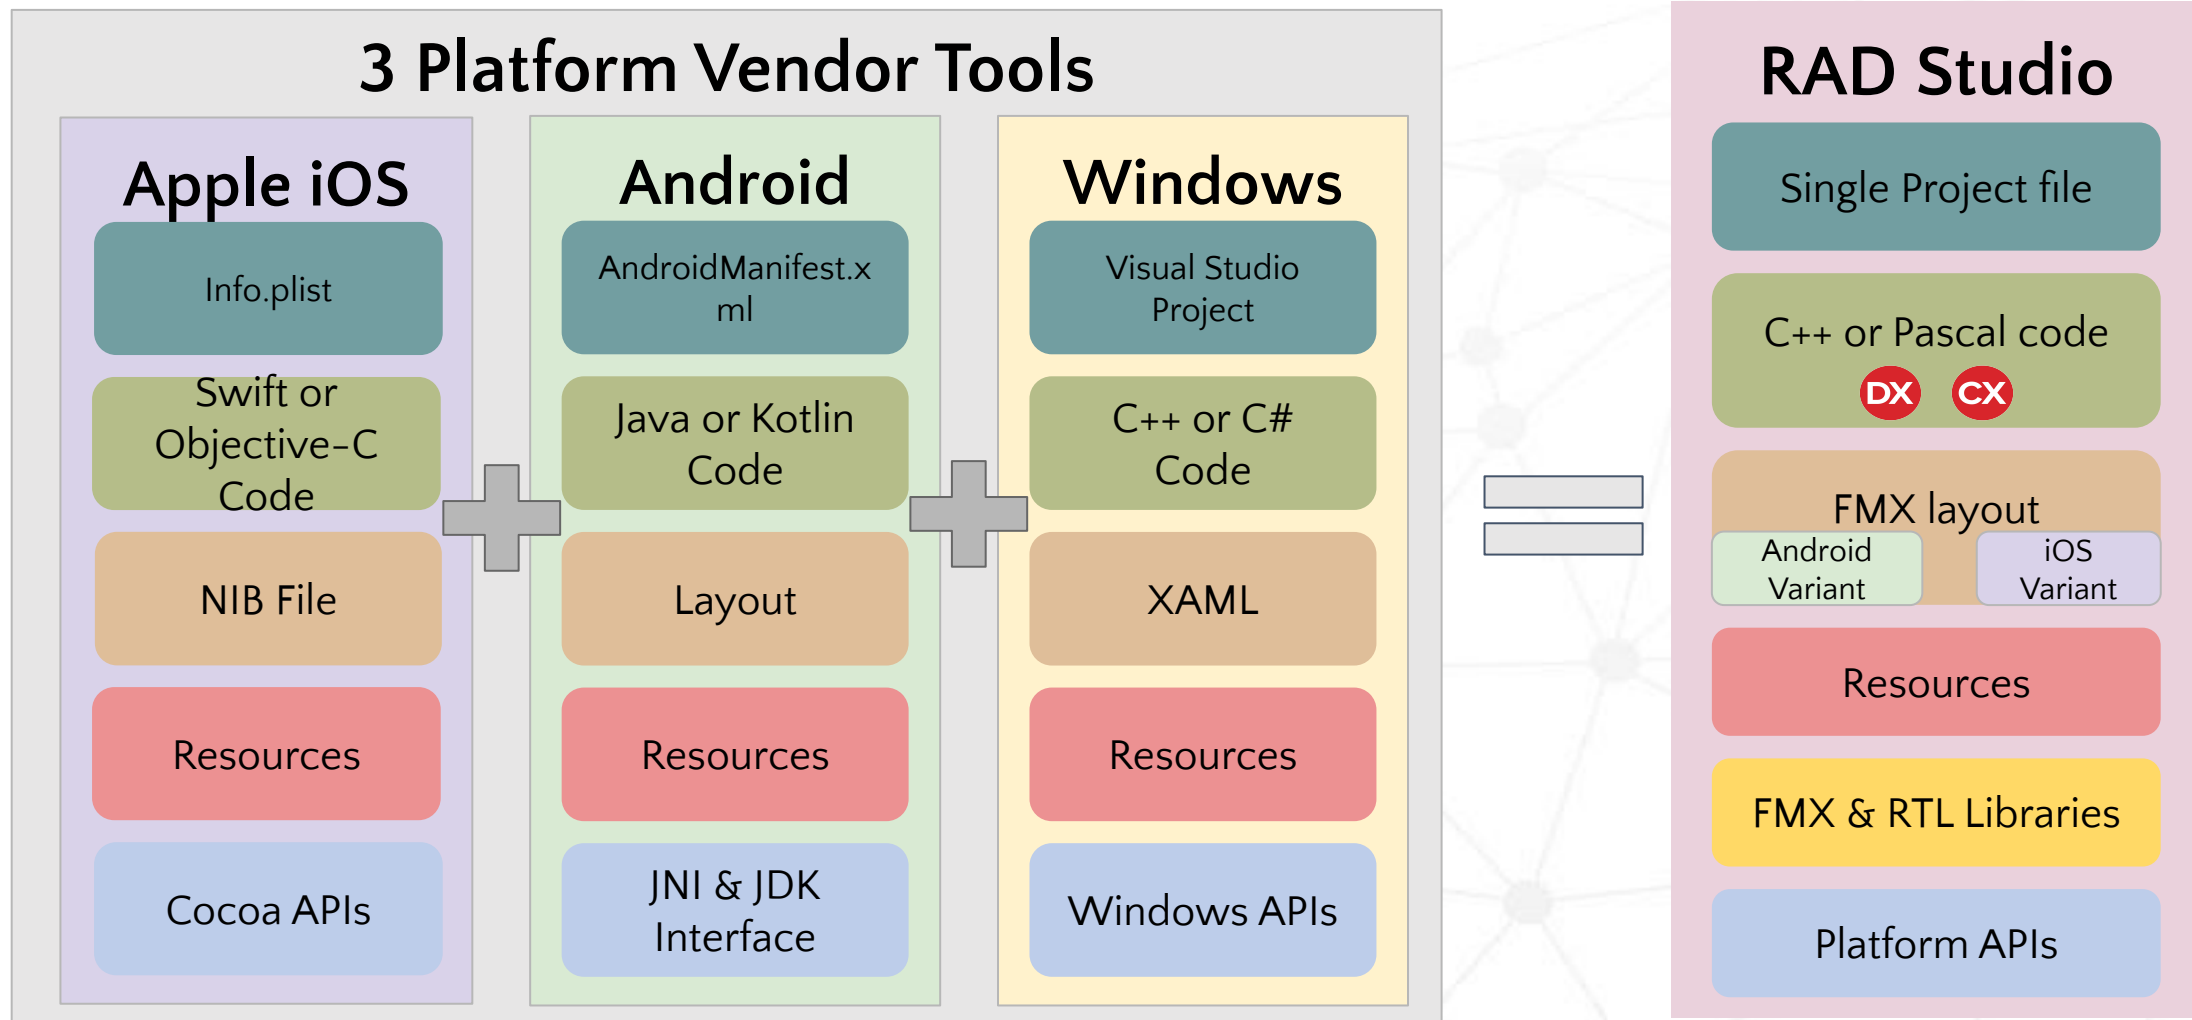 3 Platform Vendor Tools
Apple iOS
Info.plist
Swift or
Objective-C
Code
NIB File
Resources
Cocoa APIs
Android
AndroidManifest.x
ml
Java or Kotlin
Code
Layout
Resources
JNI & JDK
Interface
Windows
Visual Studio
Project
C++ or C#
Code
XAML
Resources
Windows APIs
RAD Studio
Single Project file
C++ or Pascal code
DX CX
FMX layout
Android
Variant
iOS
Variant
Resources
FMX & RTL Libraries
Platform APIs